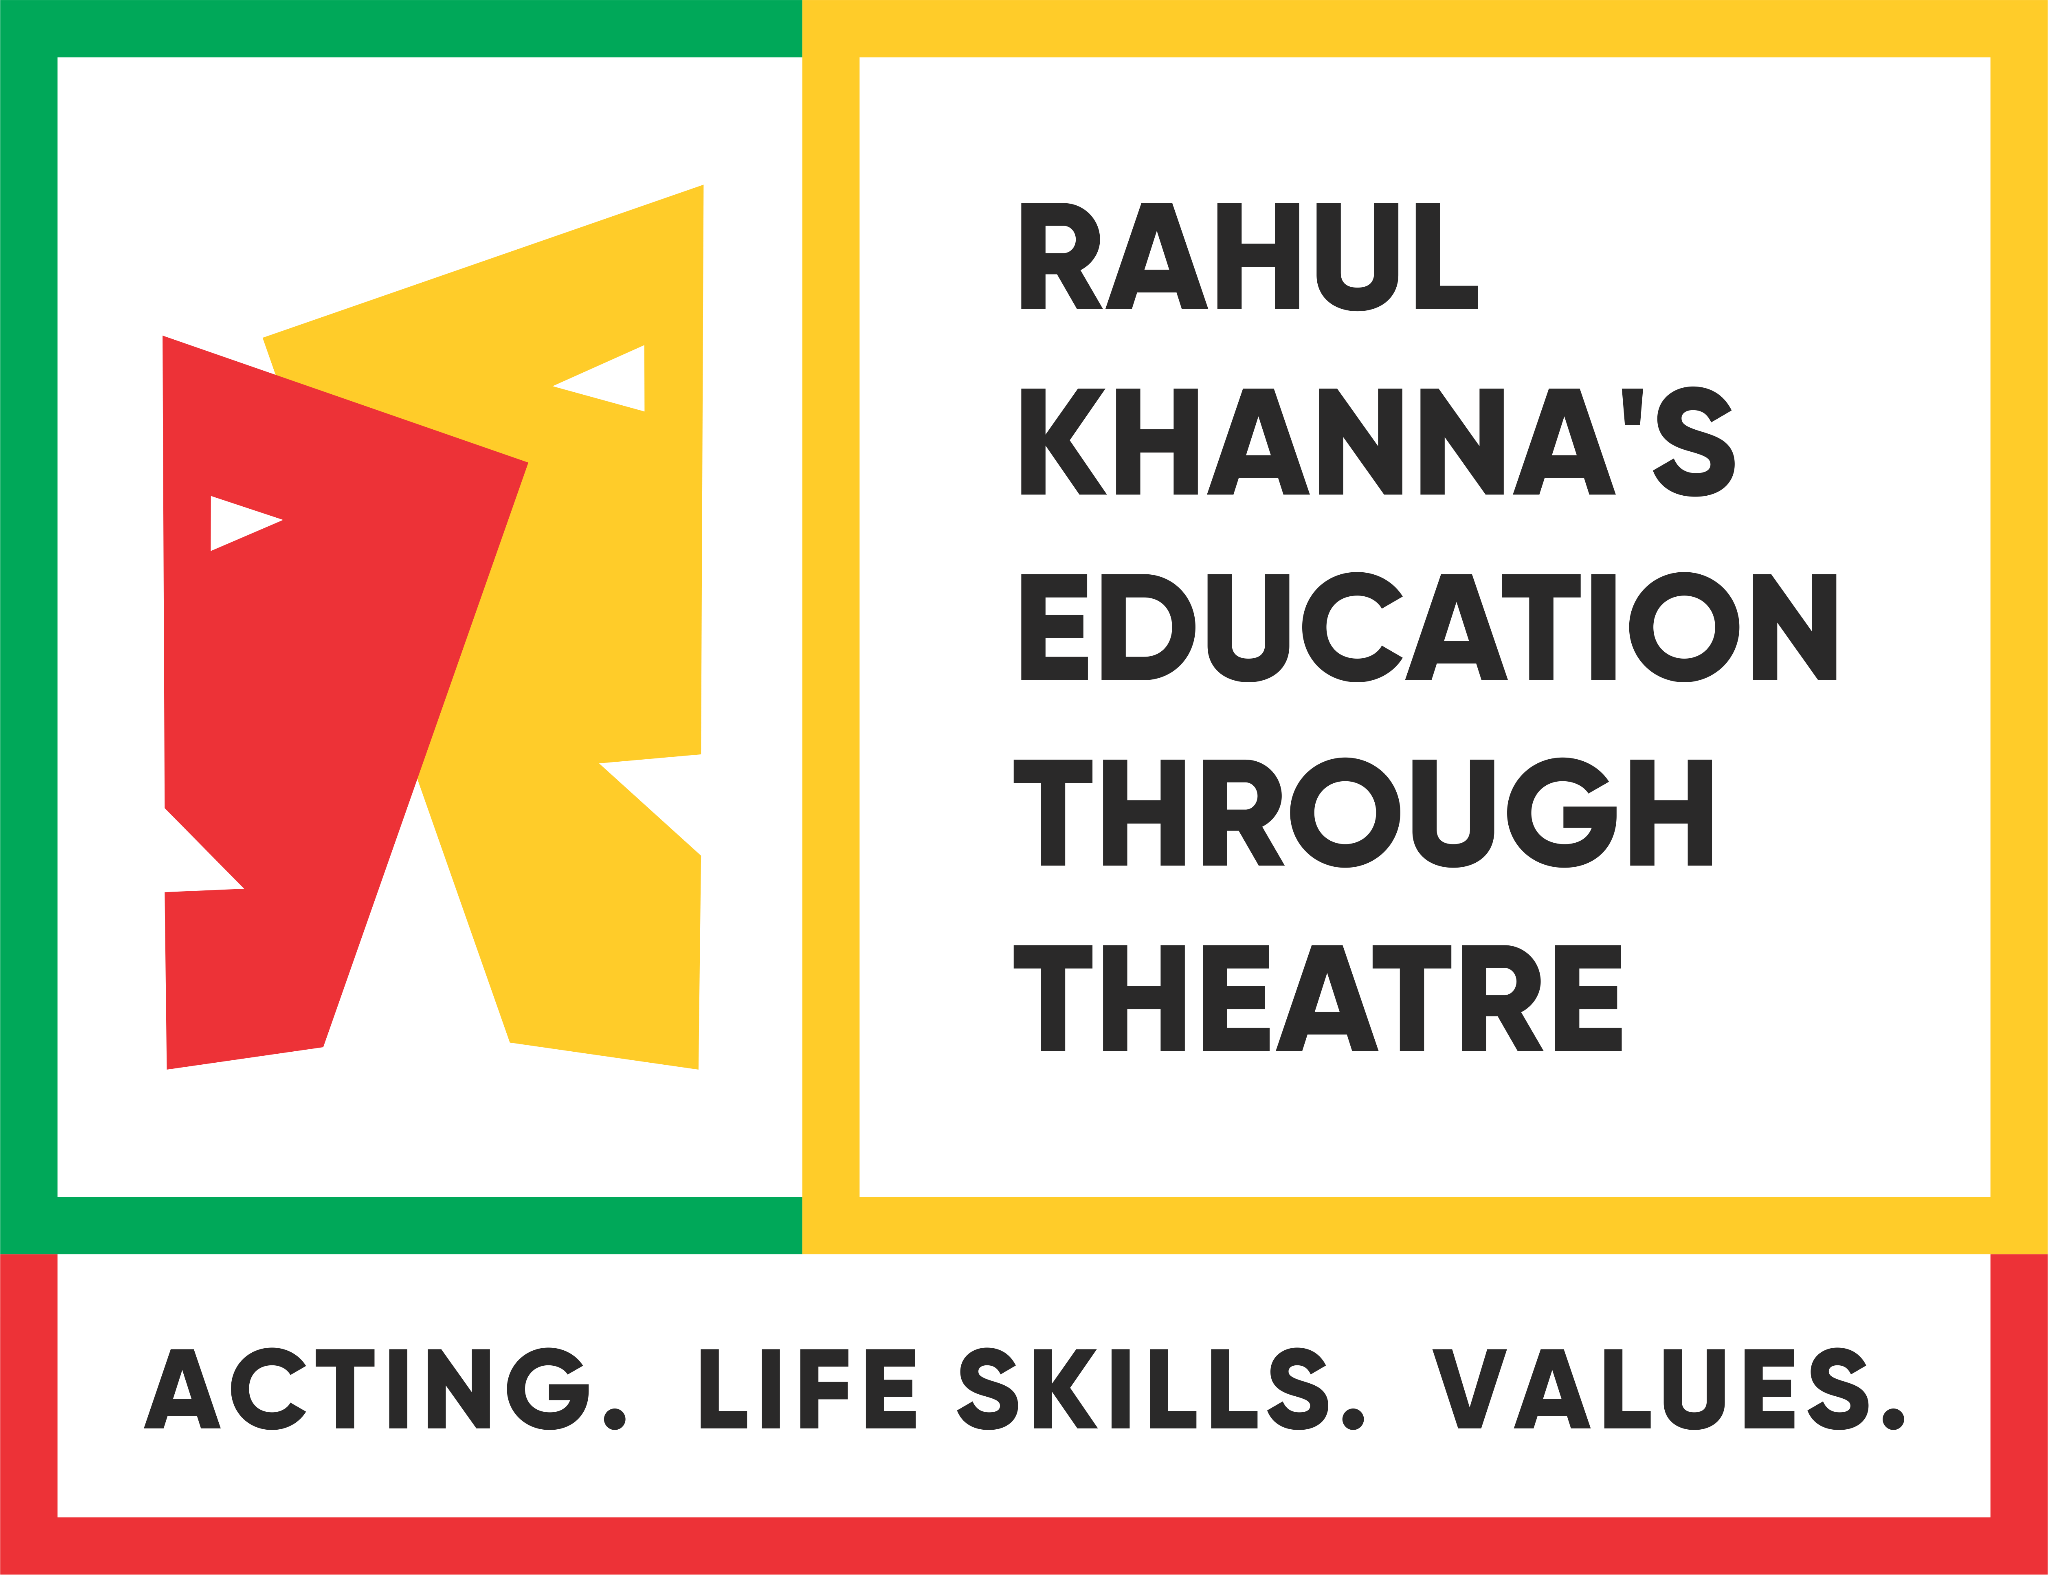 RAHUL
KHANNA'S
EDUCATION
THROUGH
THEATRE
ACTING. LIFE SKILLS. VALUES.